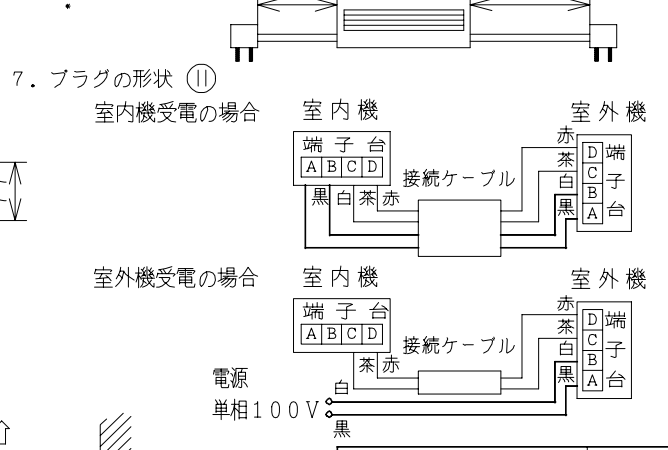 7. プラグの形状 ⑪
室内機受電の場合 室内機 室外機
端子台 赤 D 端
A B C D 茶 C 子
接続ケーブル 白 B
黒 白 茶 赤 黒 A 台
室外機受電の場合 室内機 室外機
端子台 赤 D 端
A B C D 茶 C 子
接続ケーブル 白 B
茶 赤 黒 A 台
電源 白
単相100V
黒